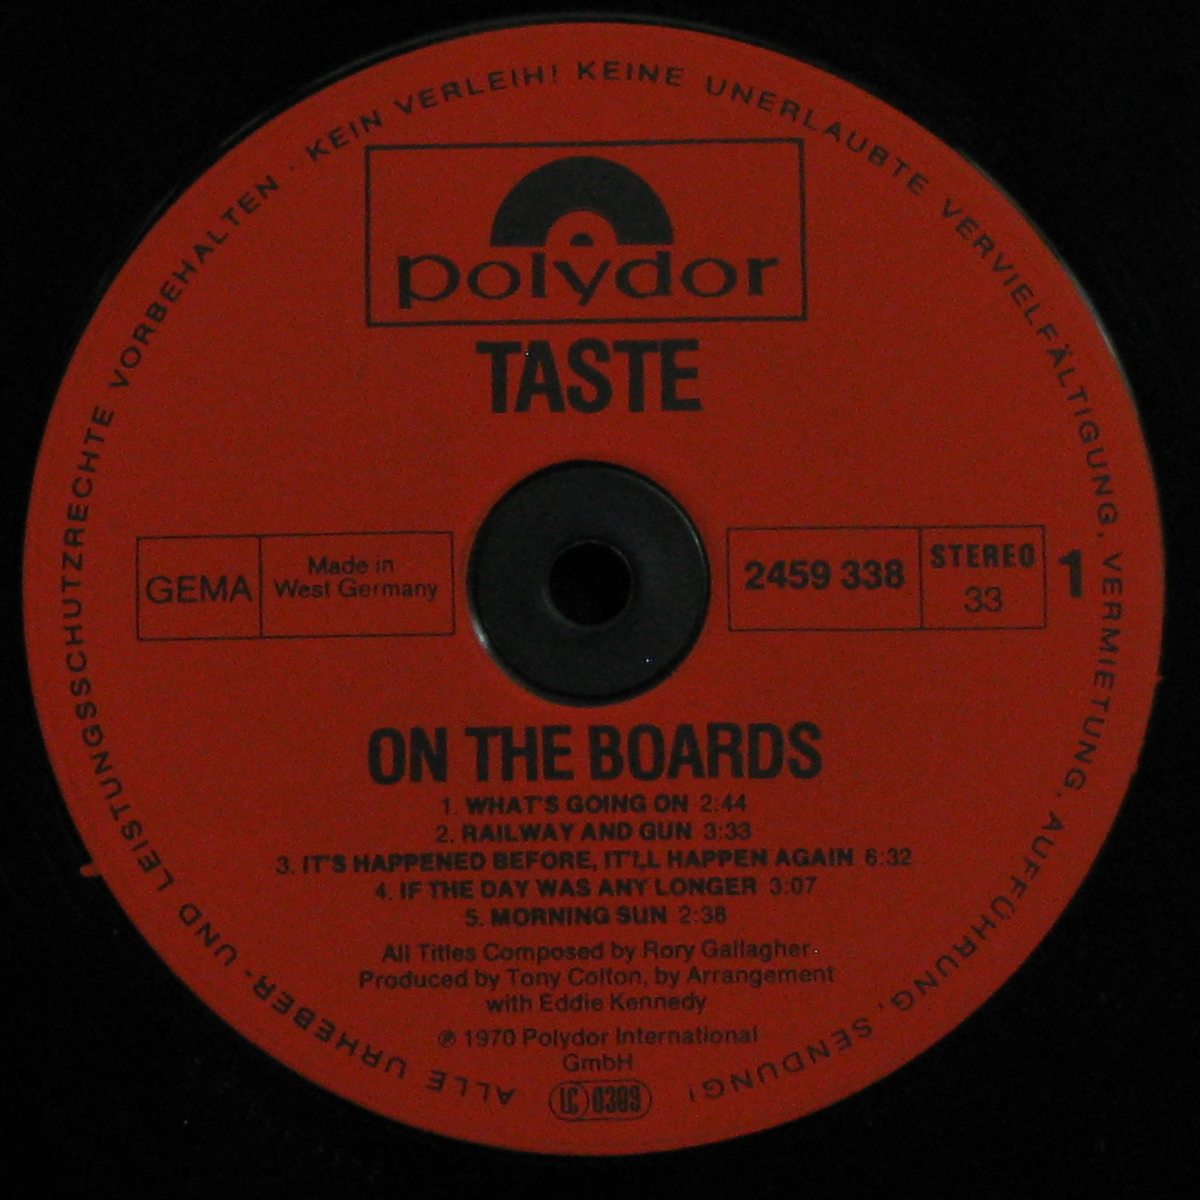 ALLE URHEBER- UND LEISTUNGSSCHUTZRECHTE VORBEHALTEN · KEIN VERLEIH! KEINE UNERLAUBTE VERVIELFÄLTIGUNG, VERMIETUNG, AUFFÜHRUNG, SENDUNG!
polydor
TASTE
GEMA
Made in
West Germany
2459 338
STEREO
33
1
ON THE BOARDS
1. WHAT'S GOING ON 2:44
2. RAILWAY AND GUN 3:33
3. IT'S HAPPENED BEFORE, IT'LL HAPPEN AGAIN 6:32
4. IF THE DAY WAS ANY LONGER 3:07
5. MORNING SUN 2:38
All Titles Composed by Rory Gallagher
Produced by Tony Colton, by Arrangement
with Eddie Kennedy
℗ 1970 Polydor International
GmbH
LC 0309